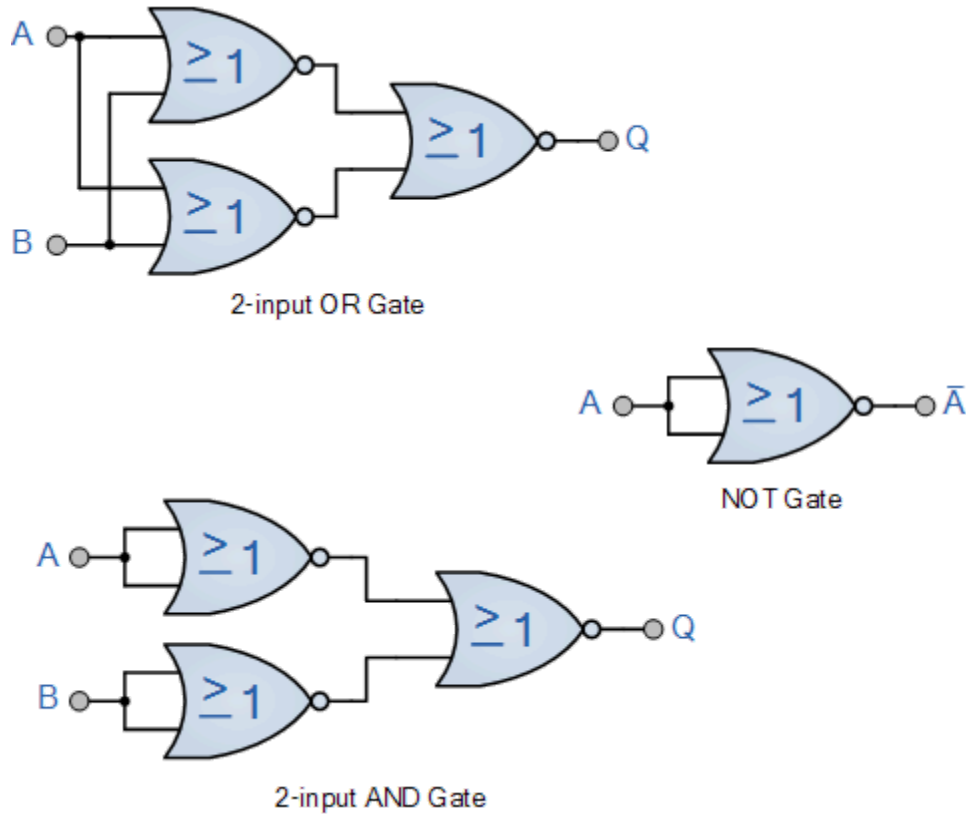 A
≥ 1
≥ 1
Q
B
≥ 1
2-input OR Gate
A
≥ 1
Ā
NOT Gate
A
≥ 1
≥ 1
Q
B
≥ 1
2-input AND Gate